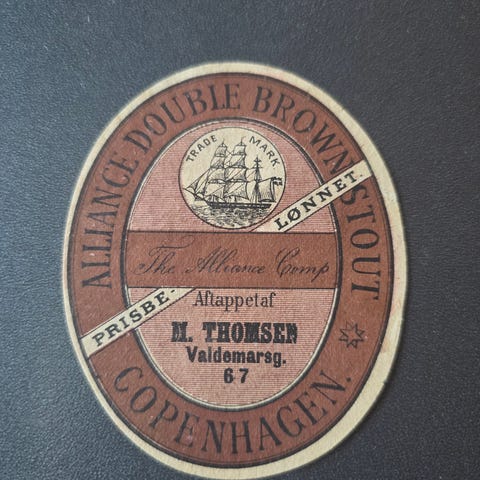 ALLIANCE DOUBLE BROWN STOUT
TRADE MARK
PRISBE- LØNNET.
The Alliance Comp
Aftappet af
M. THOMSEN
Valdemarsg.
67
COPENHAGEN.